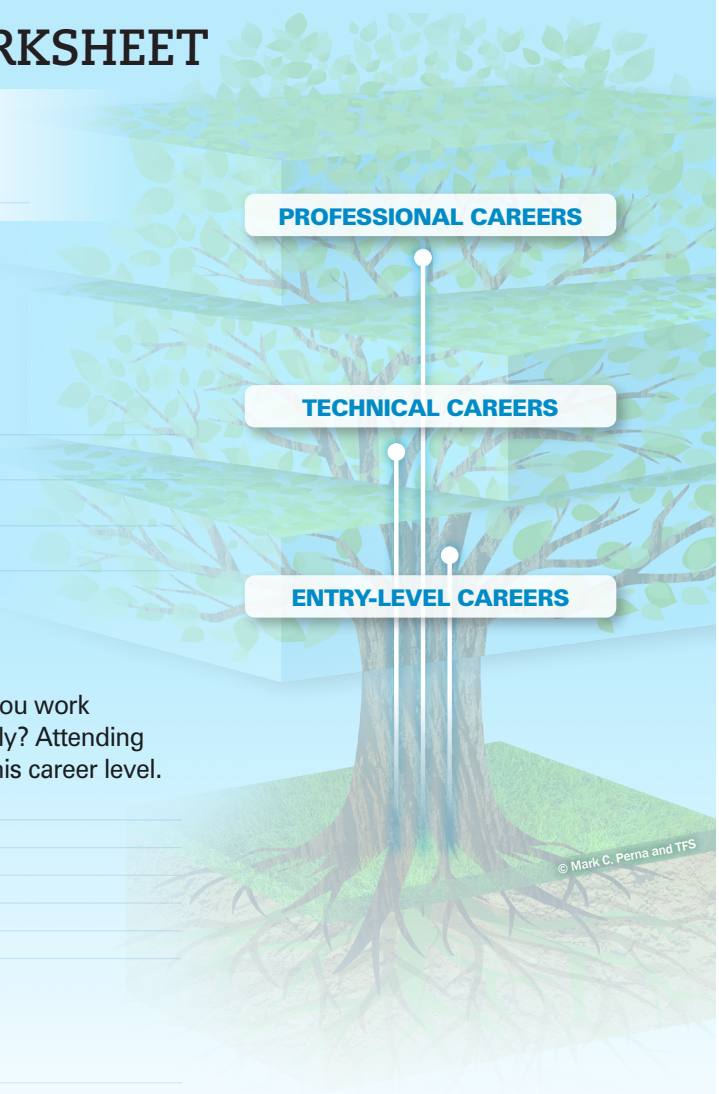 RKSHEET
PROFESSIONAL CAREERS
TECHNICAL CAREERS
ENTRY-LEVEL CAREERS
ou work
ly? Attending
his career level.
© Mark C. Perna and TFS